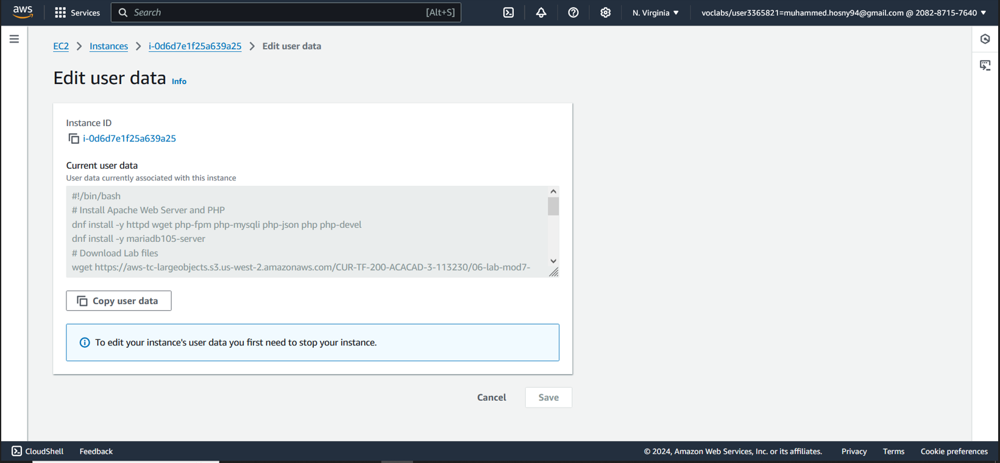 aws
Services
Search
[Alt+S]
N. Virginia
voclabs/user3365821=muhammed.hosny94@gmail.com @ 2082-8715-7640
EC2 > Instances > i-0d6d7e1f25a639a25 > Edit user data
Edit user data Info
Instance ID
i-0d6d7e1f25a639a25
Current user data
User data currently associated with this instance
#!/bin/bash
# Install Apache Web Server and PHP
dnf install -y httpd wget php-fpm php-mysqli php-json php php-devel
dnf install -y mariadb105-server
# Download Lab files
wget https://aws-tc-largeobjects.s3.us-west-2.amazonaws.com/CUR-TF-200-ACACAD-3-113230/06-lab-mod7-
Copy user data
To edit your instance's user data you first need to stop your instance.
Cancel
Save
CloudShell
Feedback
© 2024, Amazon Web Services, Inc. or its affiliates.
Privacy
Terms
Cookie preferences